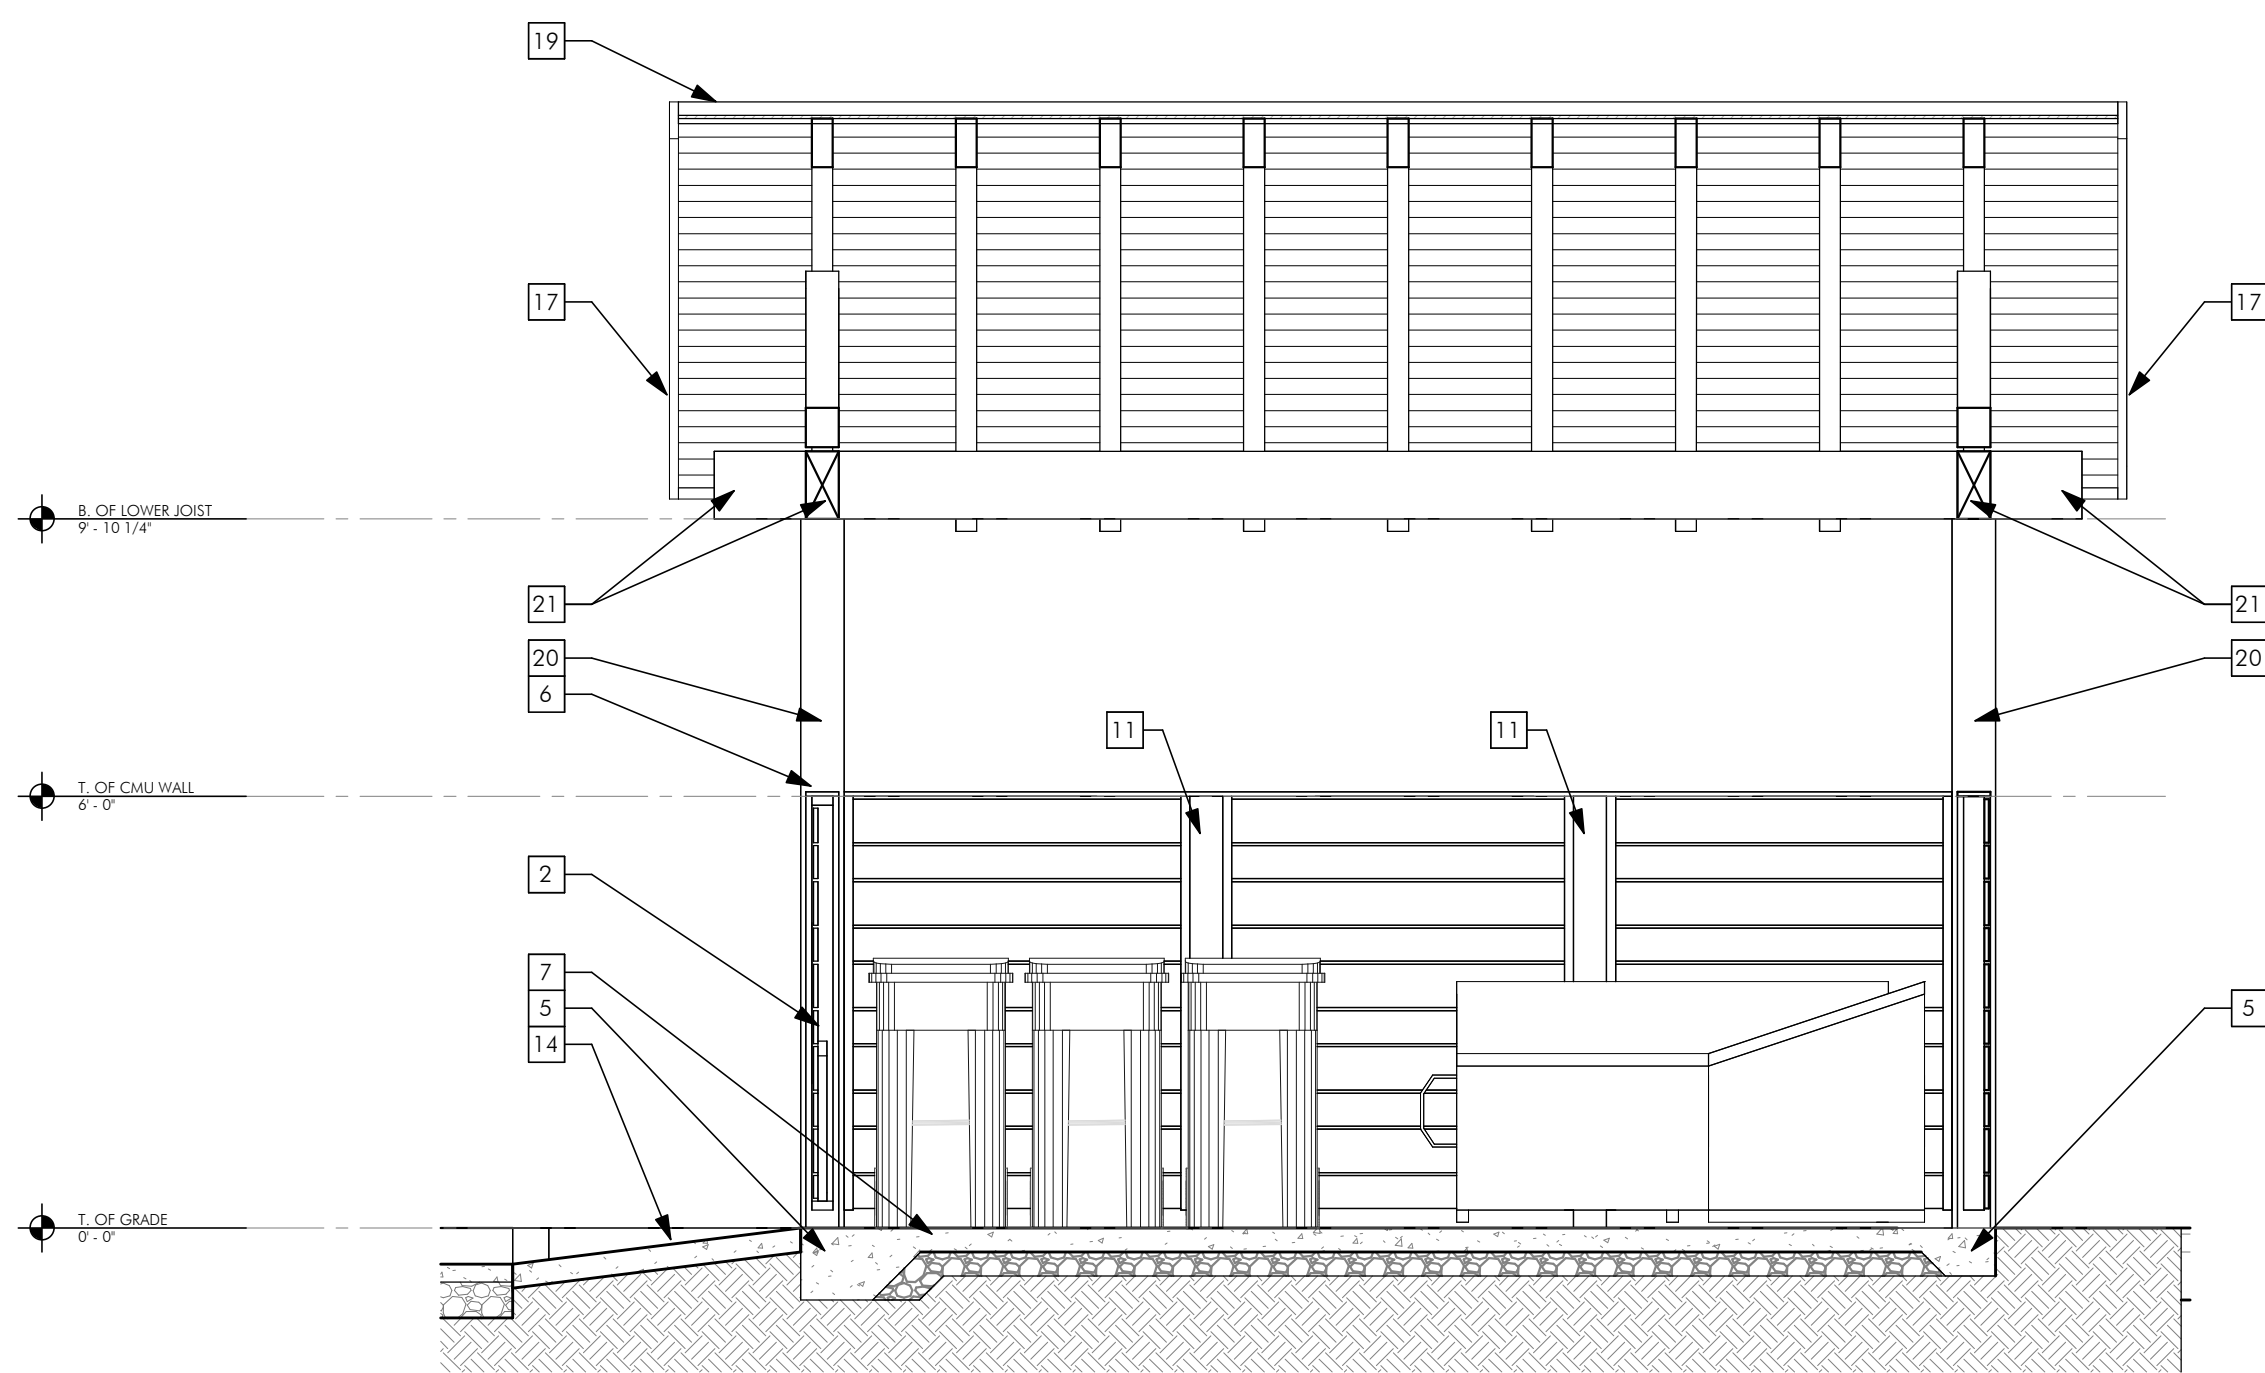 19
17
17
B. OF LOWER JOIST
9' - 10 1/4"
21
21
20
20
6
11
11
T. OF CMU WALL
6' - 0"
2
7
5
5
14
T. OF GRADE
0' - 0"